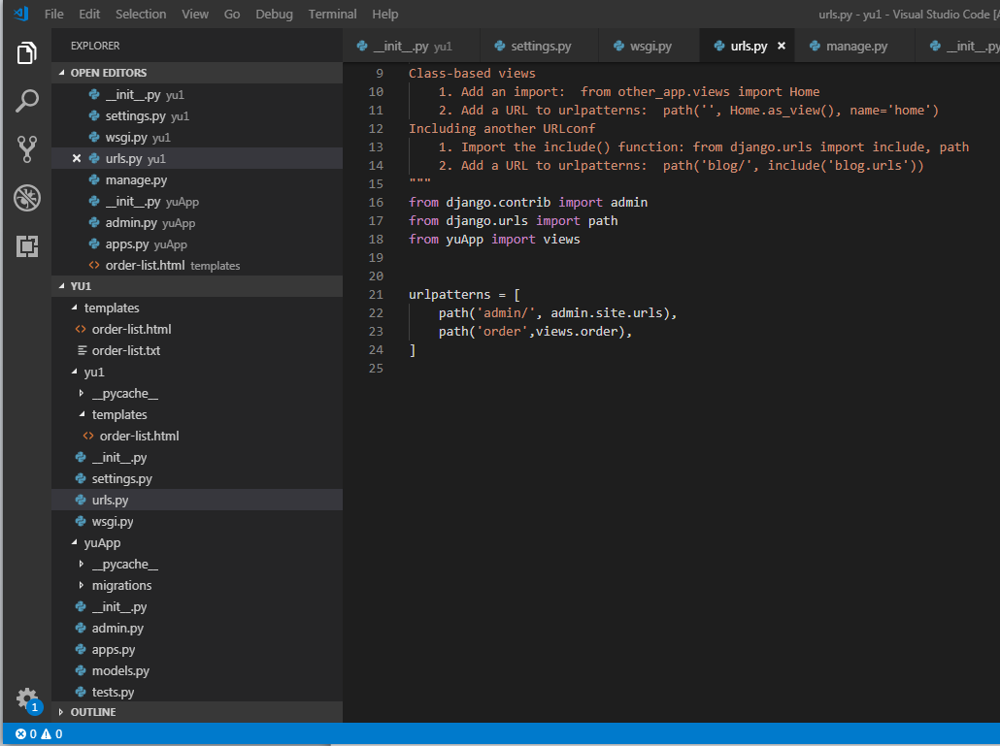 File Edit Selection View Go Debug Terminal Help
urls.py - yu1 - Visual Studio Code [A
EXPLORER
OPEN EDITORS
__init__.py yu1
settings.py yu1
wsgi.py yu1
urls.py yu1
manage.py
__init__.py yuApp
admin.py yuApp
apps.py yuApp
order-list.html templates
YU1
templates
order-list.html
order-list.txt
yu1
__pycache__
templates
order-list.html
__init__.py
settings.py
urls.py
wsgi.py
yuApp
__pycache__
migrations
__init__.py
admin.py
apps.py
models.py
tests.py
OUTLINE
1
0 0
__init__.py yu1 settings.py wsgi.py urls.py manage.py __init__.py
9 Class-based views
10 1. Add an import:  from other_app.views import Home
11 2. Add a URL to urlpatterns:  path('', Home.as_view(), name='home')
12 Including another URLconf
13 1. Import the include() function: from django.urls import include, path
14 2. Add a URL to urlpatterns:  path('blog/', include('blog.urls'))
15 """
16 from django.contrib import admin
17 from django.urls import path
18 from yuApp import views
19
20
21 urlpatterns = [
22 path('admin/', admin.site.urls),
23 path('order',views.order),
24 ]
25